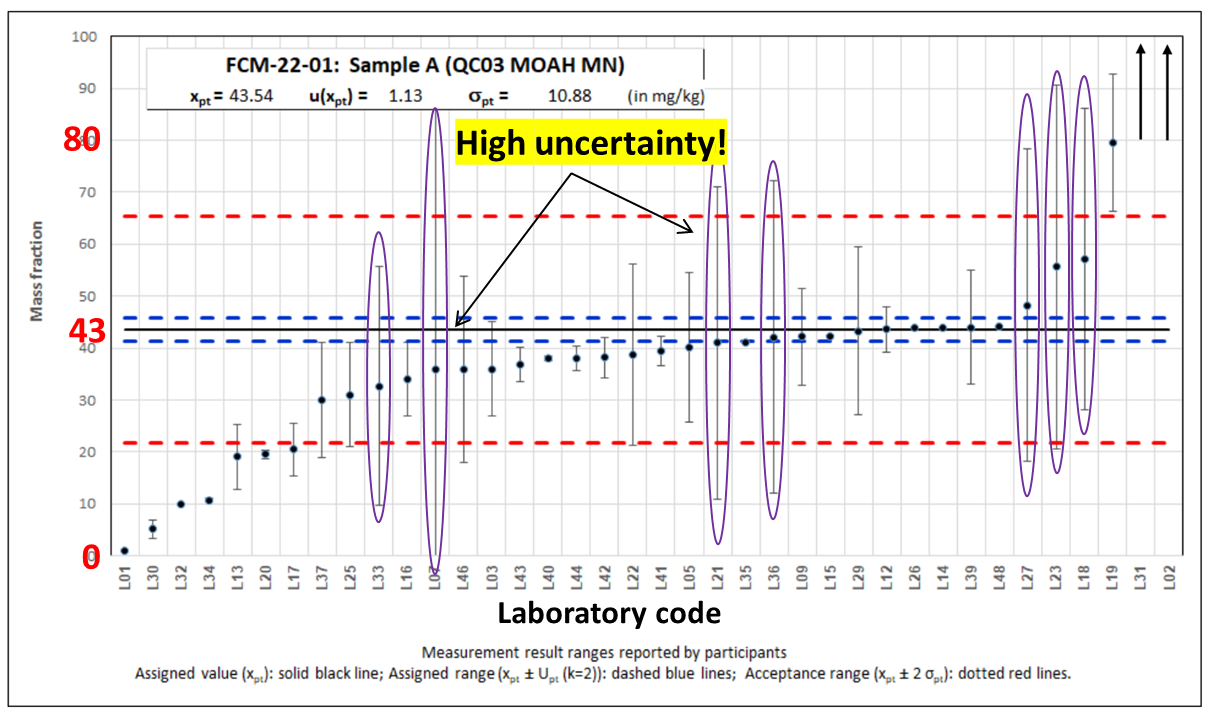 100
FCM-22-01: Sample A (QC03 MOAH MN)
xpt = 43.54 u(xpt) = 1.13 σpt = 10.88 (in mg/kg)
90
80
High uncertainty!
70
60
50
43
40
30
20
10
0
Mass fraction
L01 L30 L32 L34 L13 L20 L17 L37 L25 L33 L16 L46 L03 L43 L40 L44 L42 L22 L41 L05 L21 L35 L36 L09 L15 L29 L12 L26 L14 L39 L48 L27 L23 L18 L19 L31 L02
Laboratory code
Measurement result ranges reported by participants
Assigned value (xpt): solid black line; Assigned range (xpt ± Upt (k=2)): dashed blue lines; Acceptance range (xpt ± 2 σpt): dotted red lines.